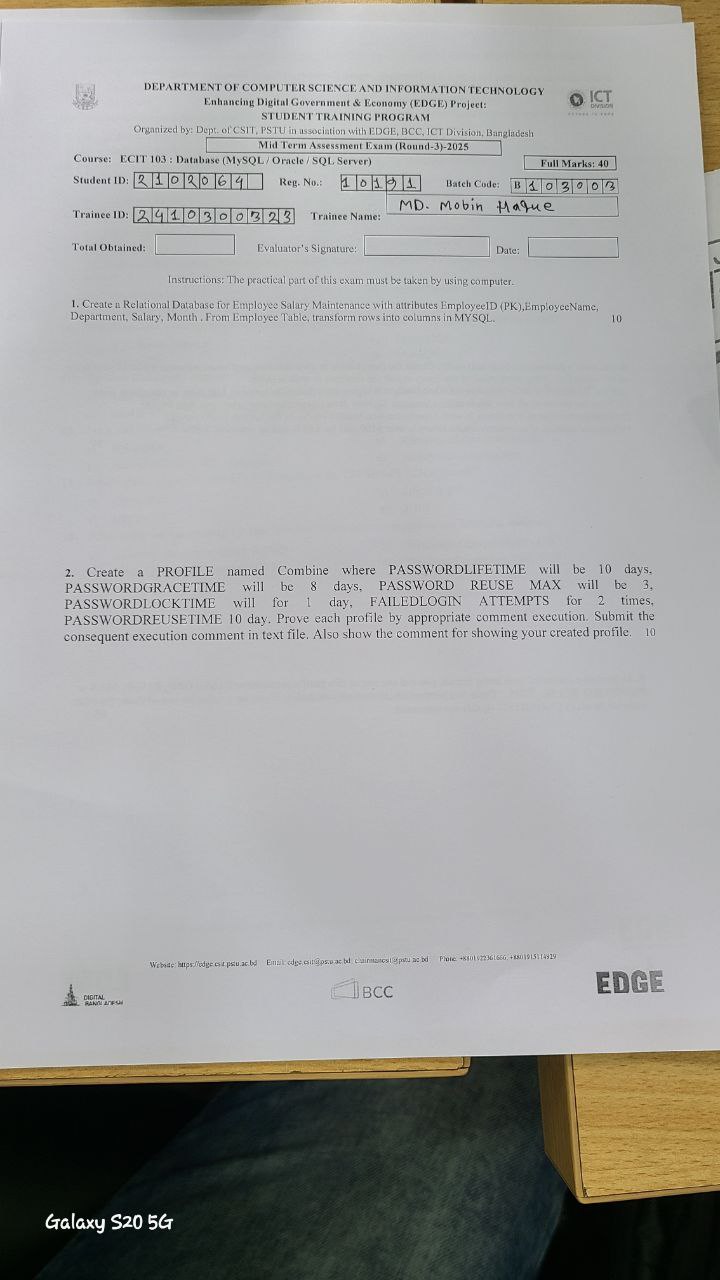 DEPARTMENT OF COMPUTER SCIENCE AND INFORMATION TECHNOLOGY
Enhancing Digital Government & Economy (EDGE) Project:
STUDENT TRAINING PROGRAM
ICT
DIVISION
Organized by: Dept. of CSIT, PSTU in association with EDGE, BCC, ICT Division, Bangladesh
Mid Term Assessment Exam (Round-3)-2025
Course: ECIT 103 : Database (MySQL / Oracle / SQL Server)
Full Marks: 40
Student ID: 2102064 Reg. No.: 10191 Batch Code: B103003
Trainee ID: 2410300323 Trainee Name: MD. Mobin Haque
Total Obtained: Evaluator's Signature: Date:
Instructions: The practical part of this exam must be taken by using computer.
1. Create a Relational Database for Employee Salary Maintenance with attributes EmployeeID (PK),EmployeeName,
Department, Salary, Month . From Employee Table, transform rows into columns in MYSQL. 10
2. Create a PROFILE named Combine where PASSWORDLIFETIME will be 10 days,
PASSWORDGRACETIME will be 8 days, PASSWORD REUSE MAX will be 3,
PASSWORDLOCKTIME will for 1 day, FAILEDLOGIN ATTEMPTS for 2 times,
PASSWORDREUSETIME 10 day. Prove each profile by appropriate comment execution. Submit the
consequent execution comment in text file. Also show the comment for showing your created profile. 10
Website: https://edge.csit.pstu.ac.bd Email: edge.csit@pstu.ac.bd, chairmancsit@pstu.ac.bd Phone: +8801922361666, +8801915114929
DIGITAL
BANGLADESH
BCC
EDGE
Galaxy S20 5G